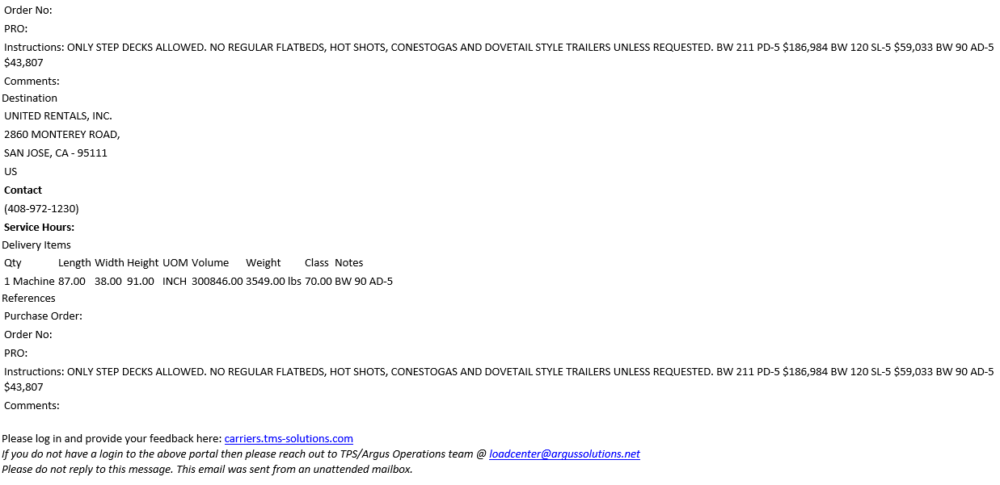 Order No:
PRO:
Instructions: ONLY STEP DECKS ALLOWED. NO REGULAR FLATBEDS, HOT SHOTS, CONESTOGAS AND DOVETAIL STYLE TRAILERS UNLESS REQUESTED. BW 211 PD-5 $186,984 BW 120 SL-5 $59,033 BW 90 AD-5
$43,807
Comments:
Destination
UNITED RENTALS, INC.
2860 MONTEREY ROAD,
SAN JOSE, CA - 95111
US
Contact
(408-972-1230)
Service Hours:
Delivery Items
Qty Length Width Height UOM Volume Weight Class Notes
1 Machine 87.00 38.00 91.00 INCH 300846.00 3549.00 lbs 70.00 BW 90 AD-5
References
Purchase Order:
Order No:
PRO:
Instructions: ONLY STEP DECKS ALLOWED. NO REGULAR FLATBEDS, HOT SHOTS, CONESTOGAS AND DOVETAIL STYLE TRAILERS UNLESS REQUESTED. BW 211 PD-5 $186,984 BW 120 SL-5 $59,033 BW 90 AD-5
$43,807
Comments:
Please log in and provide your feedback here: carriers.tms-solutions.com
If you do not have a login to the above portal then please reach out to TPS/Argus Operations team @ loadcenter@argussolutions.net
Please do not reply to this message. This email was sent from an unattended mailbox.